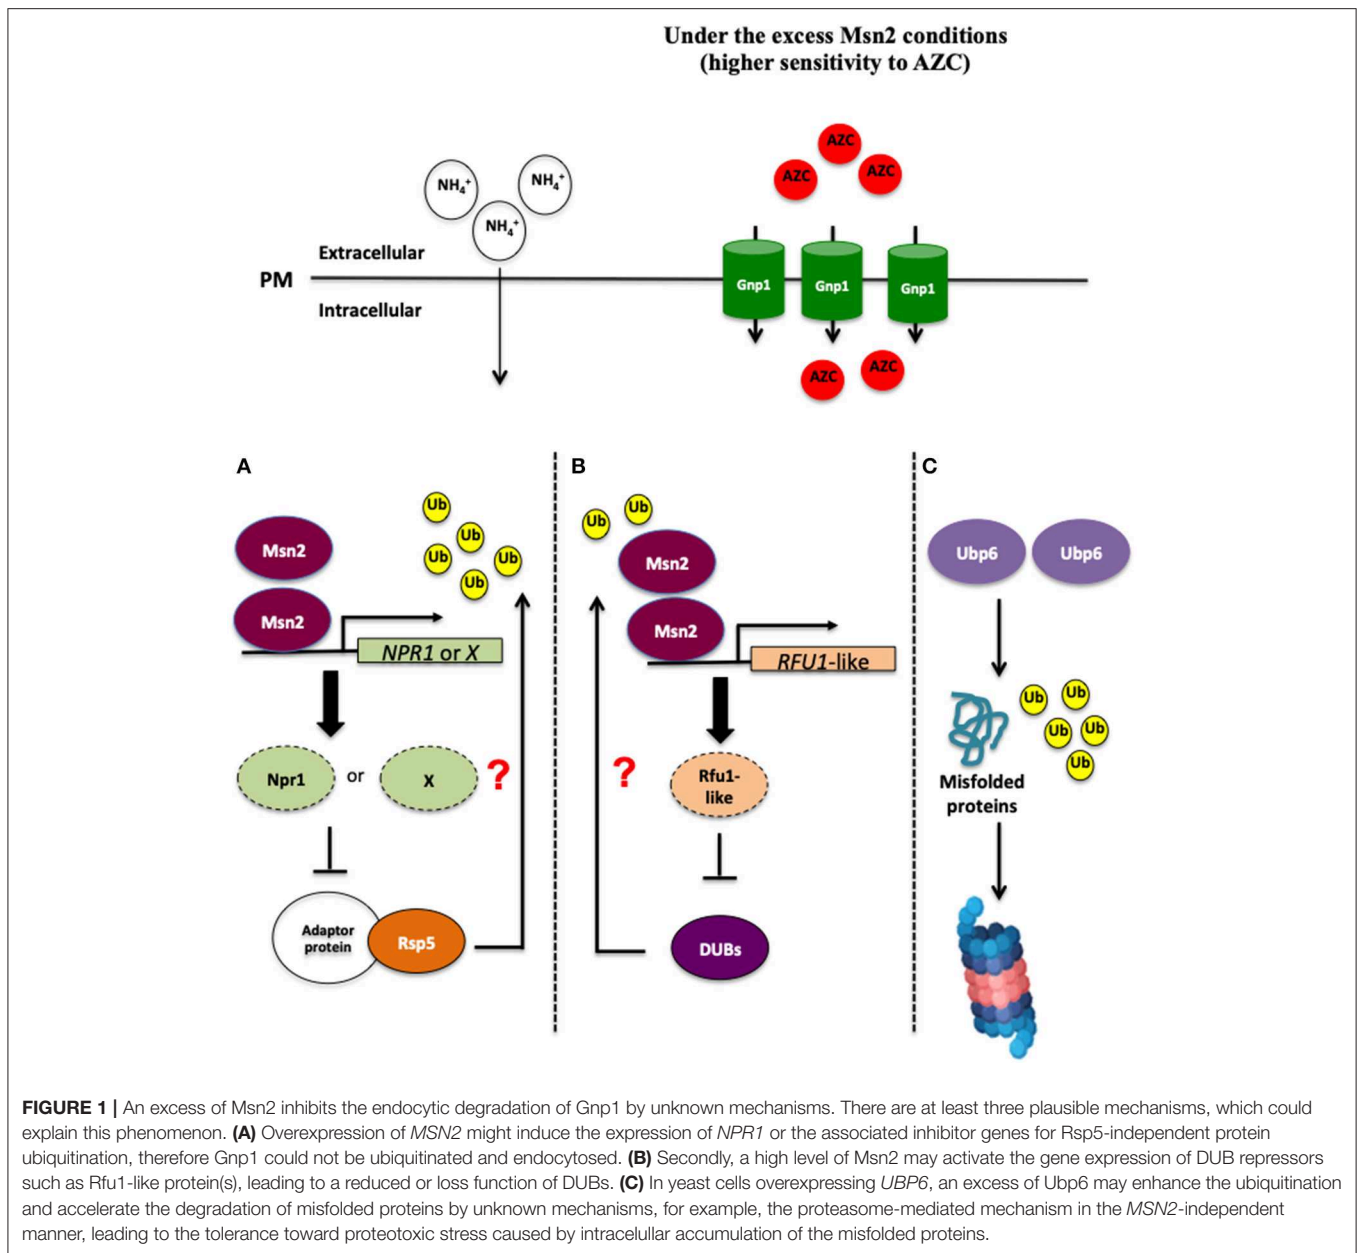 Under the excess Msn2 conditions
(higher sensitivity to AZC)
AZC
AZC
AZC
NH4+
NH4+
NH4+
Extracellular
PM
Intracellular
Gnp1
Gnp1
Gnp1
AZC
AZC
A
Msn2
Msn2
Ub
Ub
Ub
Ub
Ub
NPR1 or X
Npr1
or
X
?
Adaptor
protein
Rsp5
B
Ub
Ub
Msn2
Msn2
RFU1-like
?
Rfu1-
like
DUBs
C
Ubp6
Ubp6
Ub
Ub
Ub
Ub
Ub
Misfolded
proteins
FIGURE 1 | An excess of Msn2 inhibits the endocytic degradation of Gnp1 by unknown mechanisms. There are at least three plausible mechanisms, which could
explain this phenomenon. (A) Overexpression of MSN2 might induce the expression of NPR1 or the associated inhibitor genes for Rsp5-independent protein
ubiquitination, therefore Gnp1 could not be ubiquitinated and endocytosed. (B) Secondly, a high level of Msn2 may activate the gene expression of DUB repressors
such as Rfu1-like protein(s), leading to a reduced or loss function of DUBs. (C) In yeast cells overexpressing UBP6, an excess of Ubp6 may enhance the ubiquitination
and accelerate the degradation of misfolded proteins by unknown mechanisms, for example, the proteasome-mediated mechanism in the MSN2-independent
manner, leading to the tolerance toward proteotoxic stress caused by intracelullar accumulation of the misfolded proteins.